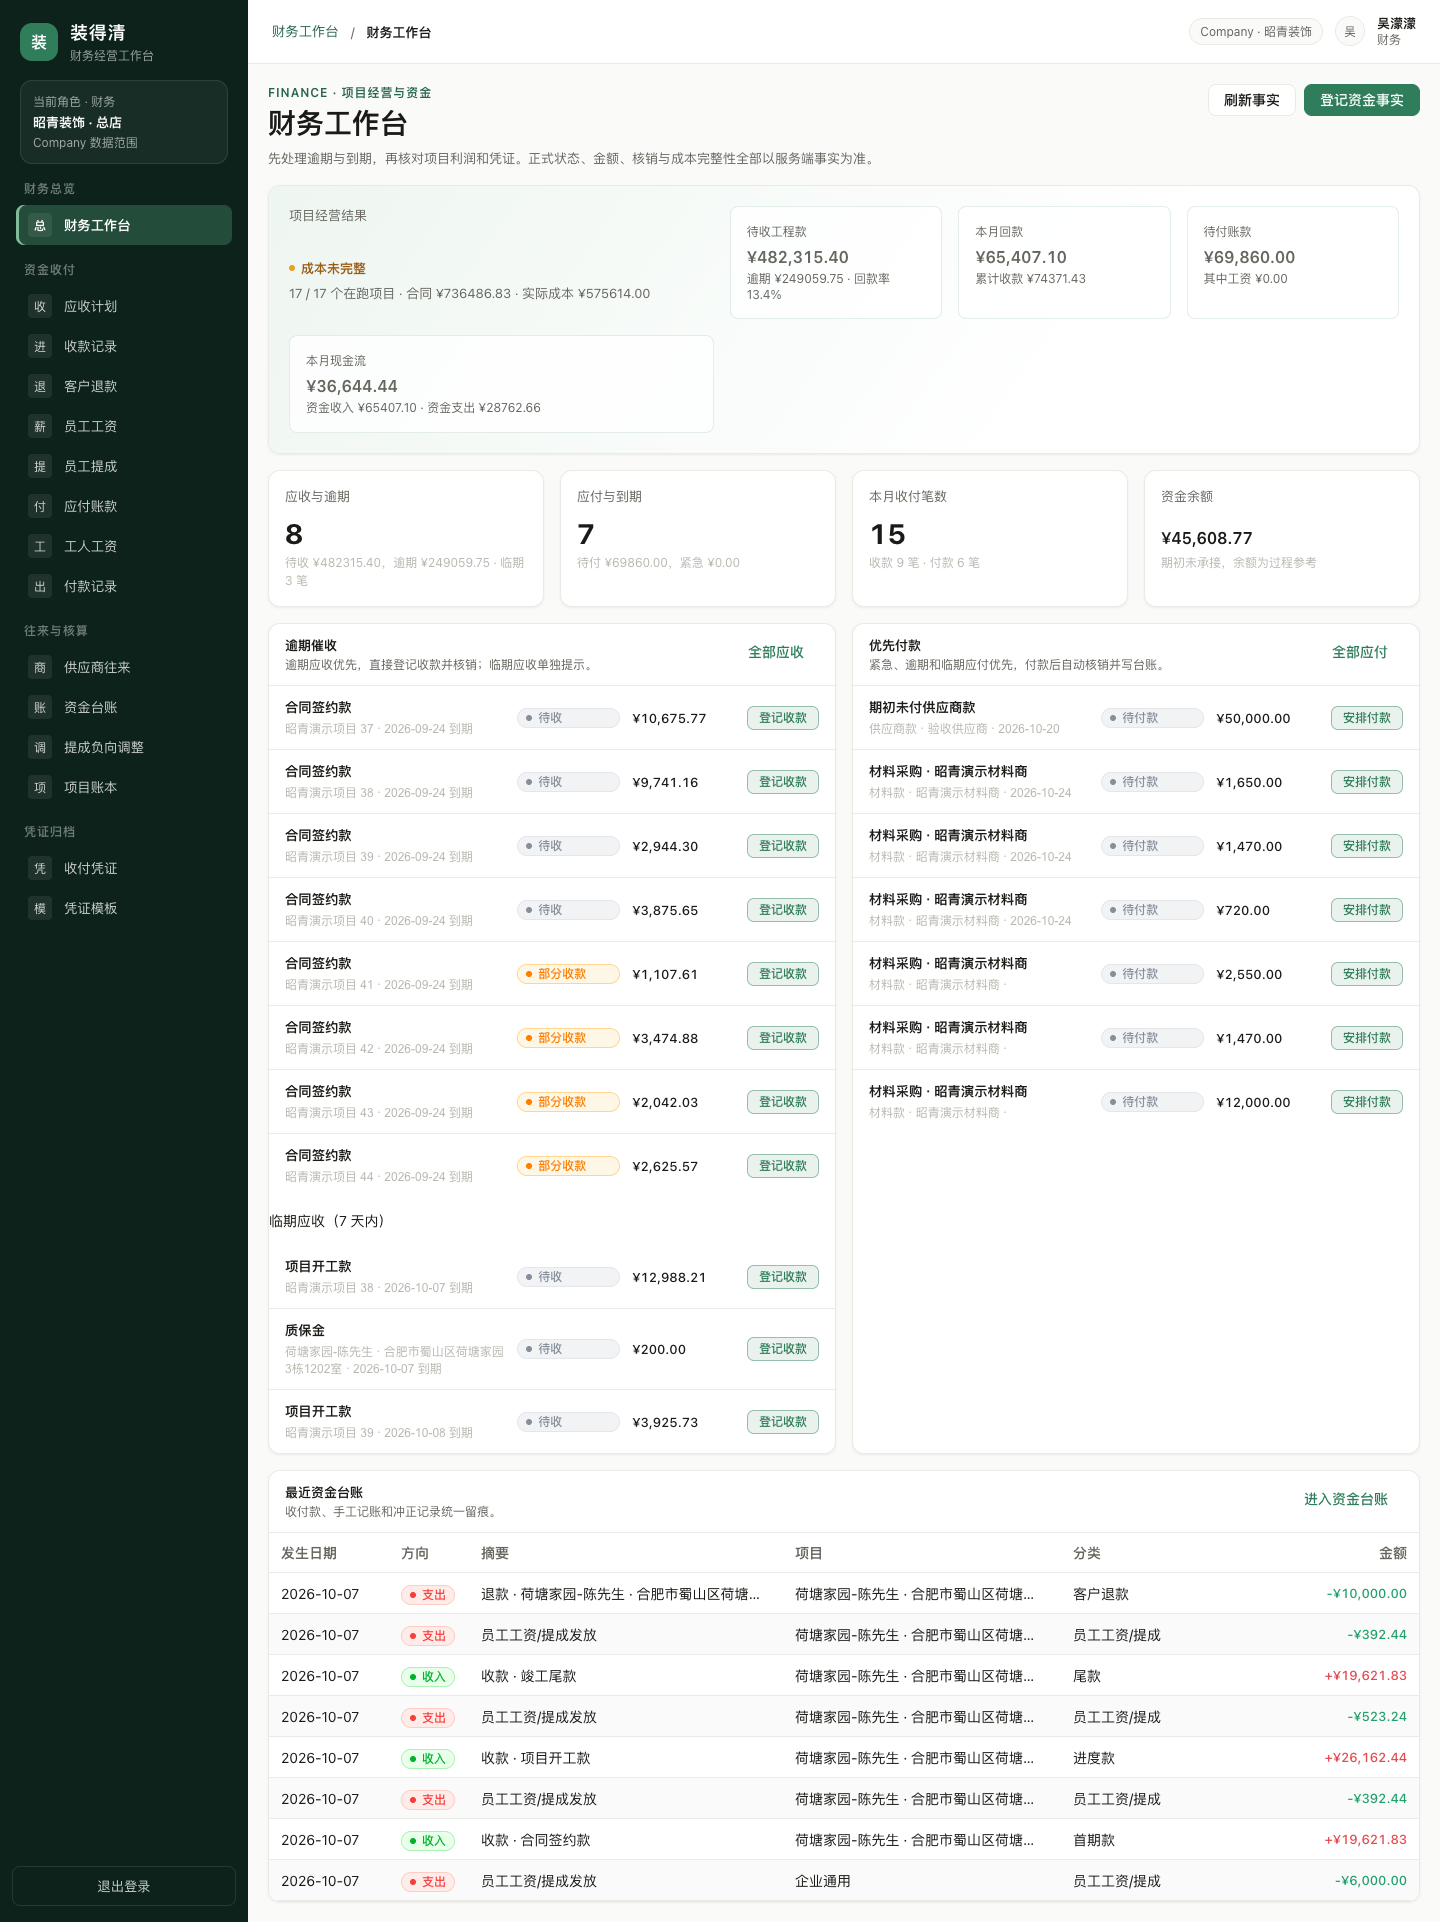 装
装得清
财务经营工作台
当前角色 · 财务
昭青装饰 · 总店
Company 数据范围
财务总览
总 财务工作台
资金收付
收 应收计划
进 收款记录
退 客户退款
薪 员工工资
提 员工提成
付 应付账款
工 工人工资
出 付款记录
往来与核算
商 供应商往来
账 资金台账
调 提成负向调整
项 项目账本
凭证归档
凭 收付凭证
模 凭证模板
退出登录
财务工作台 / 财务工作台
Company · 昭青装饰
吴
吴濛濛
财务
FINANCE · 项目经营与资金
财务工作台
先处理逾期与到期，再核对项目利润和凭证。正式状态、金额、核销与成本完整性全部以服务端事实为准。
刷新事实
登记资金事实
项目经营结果
成本未完整
17 / 17 个在跑项目 · 合同 ¥736486.83 · 实际成本 ¥575614.00
待收工程款
¥482,315.40
逾期 ¥249059.75 · 回款率
13.4%
本月回款
¥65,407.10
累计收款 ¥74371.43
待付账款
¥69,860.00
其中工资 ¥0.00
本月现金流
¥36,644.44
资金收入 ¥65407.10 · 资金支出 ¥28762.66
应收与逾期
8
待收 ¥482315.40，逾期 ¥249059.75 · 临期
3 笔
应付与到期
7
待付 ¥69860.00，紧急 ¥0.00
本月收付笔数
15
收款 9 笔 · 付款 6 笔
资金余额
¥45,608.77
期初未承接，余额为过程参考
逾期催收
逾期应收优先，直接登记收款并核销；临期应收单独提示。
全部应收
合同签约款
昭青演示项目 37 · 2026-09-24 到期
待收 ¥10,675.77 登记收款
合同签约款
昭青演示项目 38 · 2026-09-24 到期
待收 ¥9,741.16 登记收款
合同签约款
昭青演示项目 39 · 2026-09-24 到期
待收 ¥2,944.30 登记收款
合同签约款
昭青演示项目 40 · 2026-09-24 到期
待收 ¥3,875.65 登记收款
合同签约款
昭青演示项目 41 · 2026-09-24 到期
部分收款 ¥1,107.61 登记收款
合同签约款
昭青演示项目 42 · 2026-09-24 到期
部分收款 ¥3,474.88 登记收款
合同签约款
昭青演示项目 43 · 2026-09-24 到期
部分收款 ¥2,042.03 登记收款
合同签约款
昭青演示项目 44 · 2026-09-24 到期
部分收款 ¥2,625.57 登记收款
临期应收（7 天内）
项目开工款
昭青演示项目 38 · 2026-10-07 到期
待收 ¥12,988.21 登记收款
质保金
荷塘家园-陈先生 · 合肥市蜀山区荷塘家园
3栋1202室 · 2026-10-07 到期
待收 ¥200.00 登记收款
项目开工款
昭青演示项目 39 · 2026-10-08 到期
待收 ¥3,925.73 登记收款
优先付款
紧急、逾期和临期应付优先，付款后自动核销并写台账。
全部应付
期初未付供应商款
供应商款 · 验收供应商 · 2026-10-20
待付款 ¥50,000.00 安排付款
材料采购 · 昭青演示材料商
材料款 · 昭青演示材料商 · 2026-10-24
待付款 ¥1,650.00 安排付款
材料采购 · 昭青演示材料商
材料款 · 昭青演示材料商 · 2026-10-24
待付款 ¥1,470.00 安排付款
材料采购 · 昭青演示材料商
材料款 · 昭青演示材料商 · 2026-10-24
待付款 ¥720.00 安排付款
材料采购 · 昭青演示材料商
材料款 · 昭青演示材料商 ·
待付款 ¥2,550.00 安排付款
材料采购 · 昭青演示材料商
材料款 · 昭青演示材料商 ·
待付款 ¥1,470.00 安排付款
材料采购 · 昭青演示材料商
材料款 · 昭青演示材料商 ·
待付款 ¥12,000.00 安排付款
最近资金台账
收付款、手工记账和冲正记录统一留痕。
进入资金台账
发生日期 方向 摘要 项目 分类 金额
2026-10-07 支出 退款 · 荷塘家园-陈先生 · 合肥市蜀山区荷塘... 荷塘家园-陈先生 · 合肥市蜀山区荷塘... 客户退款 -¥10,000.00
2026-10-07 支出 员工工资/提成发放 荷塘家园-陈先生 · 合肥市蜀山区荷塘... 员工工资/提成 -¥392.44
2026-10-07 收入 收款 · 竣工尾款 荷塘家园-陈先生 · 合肥市蜀山区荷塘... 尾款 +¥19,621.83
2026-10-07 支出 员工工资/提成发放 荷塘家园-陈先生 · 合肥市蜀山区荷塘... 员工工资/提成 -¥523.24
2026-10-07 收入 收款 · 项目开工款 荷塘家园-陈先生 · 合肥市蜀山区荷塘... 进度款 +¥26,162.44
2026-10-07 支出 员工工资/提成发放 荷塘家园-陈先生 · 合肥市蜀山区荷塘... 员工工资/提成 -¥392.44
2026-10-07 收入 收款 · 合同签约款 荷塘家园-陈先生 · 合肥市蜀山区荷塘... 首期款 +¥19,621.83
2026-10-07 支出 员工工资/提成发放 企业通用 员工工资/提成 -¥6,000.00